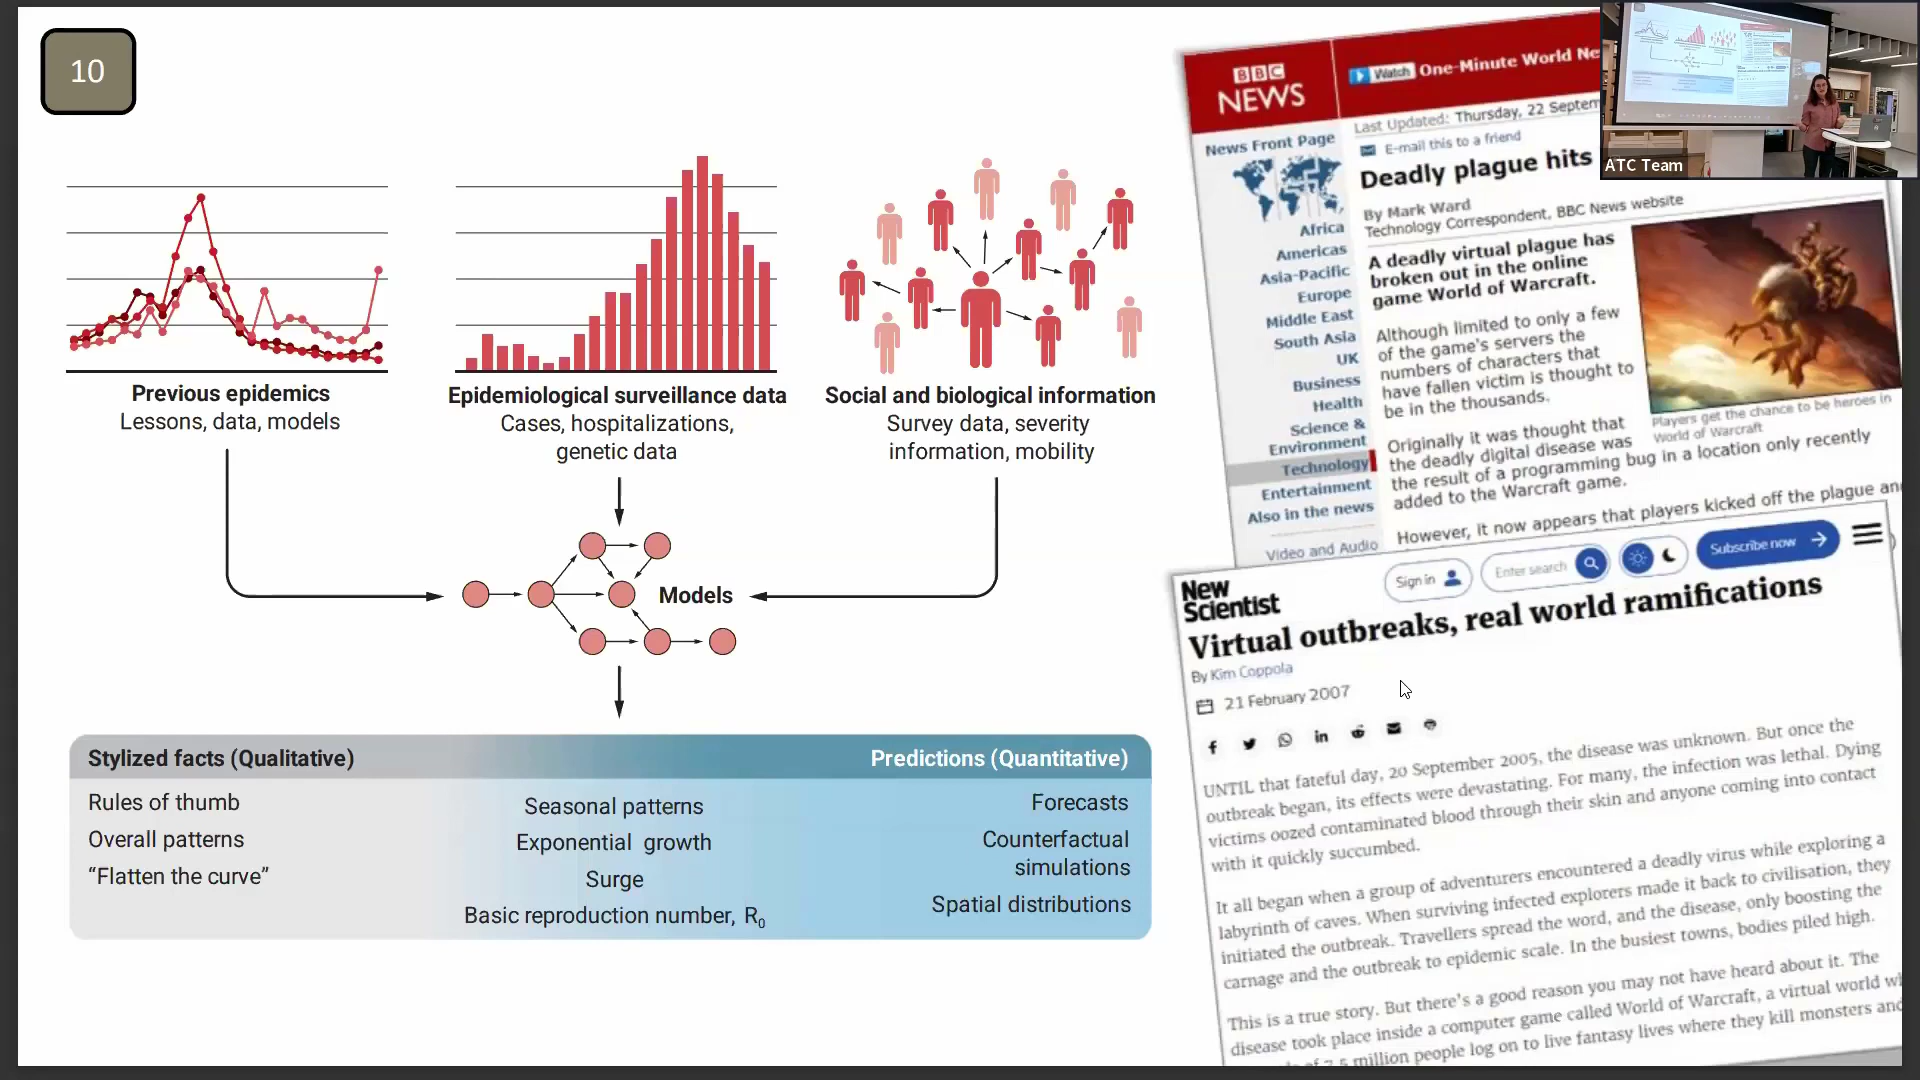 10
Previous epidemics
Lessons, data, models
Epidemiological surveillance data
Cases, hospitalizations,
genetic data
Social and biological information
Survey data, severity
information, mobility
Models
Stylized facts (Qualitative)
Predictions (Quantitative)
Rules of thumb
Overall patterns
“Flatten the curve”
Seasonal patterns
Exponential growth
Surge
Basic reproduction number, R0
Forecasts
Counterfactual
simulations
Spatial distributions
BBC
NEWS
Watch One-Minute World
Last Updated: Thursday, 22
E-mail this to a friend
News Front Page
Africa
Americas
Asia-Pacific
Europe
Middle East
South Asia
UK
Business
Health
Science &
Environment
Technology
Entertainment
Also in the news
Video and Audio
Deadly plague hits
By Mark Ward
Technology Correspondent, BBC News website
A deadly virtual plague has
broken out in the online
game World of Warcraft.
Although limited to only a few
of the game's servers the
numbers of characters that
have fallen victim is thought to
be in the thousands.
Players get the chance to be heroes in
World of Warcraft
Originally it was thought that
the deadly digital disease was
the result of a programming bug in a location only recently
added to the Warcraft game.
However, it now appears that players kicked off the plague
ATC Team
New
Scientist
Sign in
Enter search
Subscribe now
Virtual outbreaks, real world ramifications
By Kim Coppola
21 February 2007
UNTIL that fateful day, 20 September 2005, the disease was unknown. But once the
outbreak began, its effects were devastating. For many, the infection was lethal. Dying
victims oozed contaminated blood through their skin and anyone coming into contact
with it quickly succumbed.
It all began when a group of adventurers encountered a deadly virus while exploring a
labyrinth of caves. When surviving infected explorers made it back to civilisation, they
initiated the outbreak. Travellers spread the word, and the disease, only boosting the
carnage and the outbreak to epidemic scale. In the busiest towns, bodies piled high.
This is a true story. But there's a good reason you may not have heard about it. The
disease took place inside a computer game called World of Warcraft, a virtual world
million people log on to live fantasy lives where they kill monsters